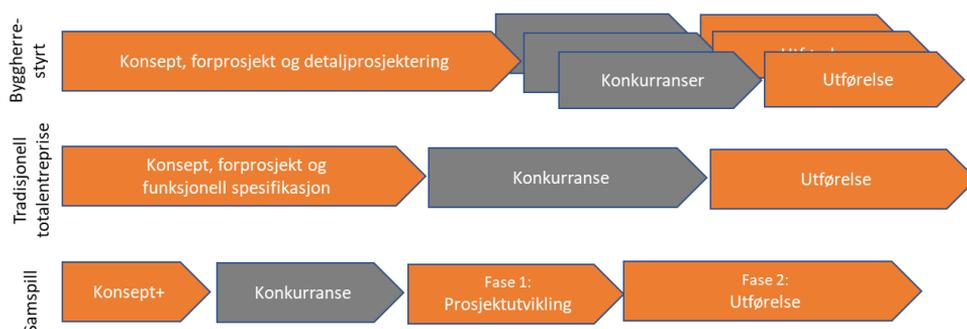 Byggherre-
styrt
Konsept, forprosjekt og detaljprosjektering
Konkurranser
Utførelse
Tradisjonell
totalentreprise
Konsept, forprosjekt og
funksjonell spesifikasjon
Konkurranse
Utførelse
Samspill
Konsept+
Konkurranse
Fase 1:
Prosjektutvikling
Fase 2:
Utførelse